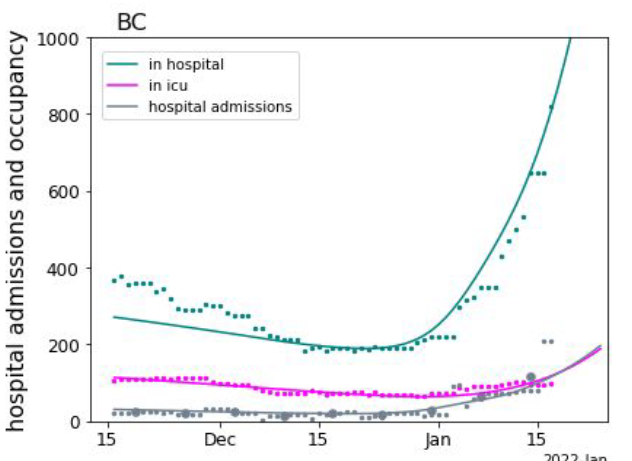 BC
hospital admissions and occupancy
1000
800
600
400
200
0
in hospital
in icu
hospital admissions
15
Dec
15
Jan
15
2022-Jan